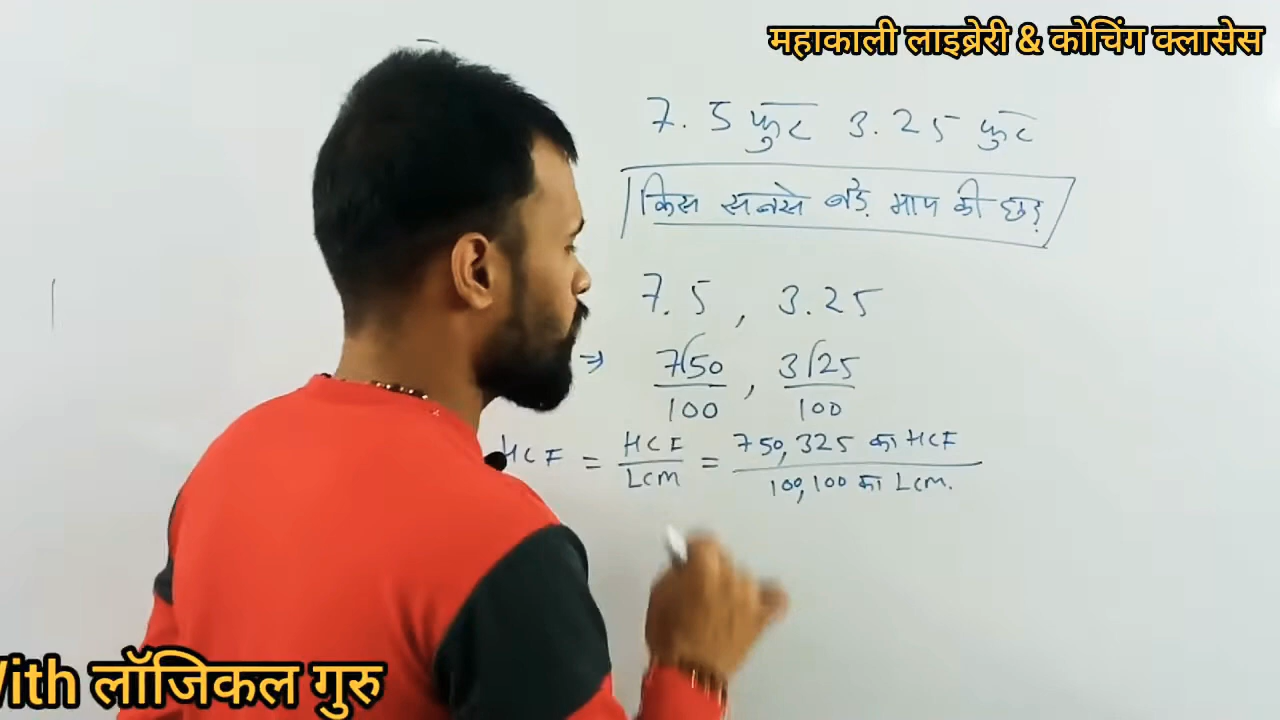 महाकाली लाइब्रेरी & कोचिंग क्लासेस
7.5 फुट 3.25 फुट
किस सबसे बड़े माप की छड़
7.5 , 3.25
⇒ 750/100 , 325/100
HCF = HCF/LCM = 750, 325 का HCF / 100, 100 का LCM.
With लॉजिकल गुरु